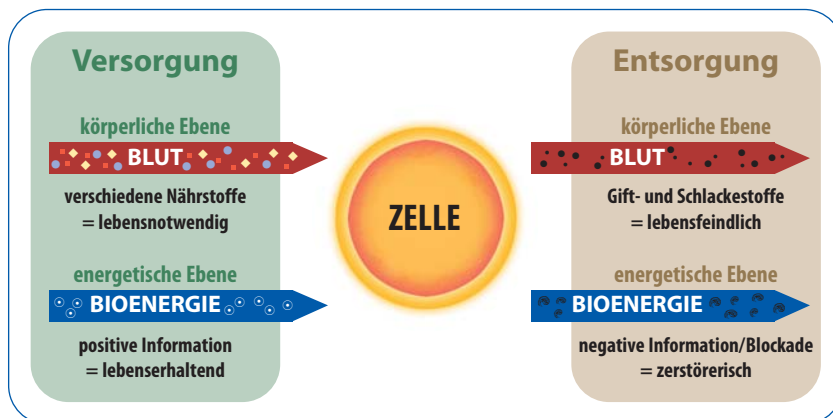 Versorgung
körperliche Ebene
BLUT
verschiedene Nährstoffe
= lebensnotwendig
energetische Ebene
BIOENERGIE
positive Information
= lebenserhaltend
ZELLE
Entsorgung
körperliche Ebene
BLUT
Gift- und Schlackestoffe
= lebensfeindlich
energetische Ebene
BIOENERGIE
negative Information/Blockade
= zerstörerisch